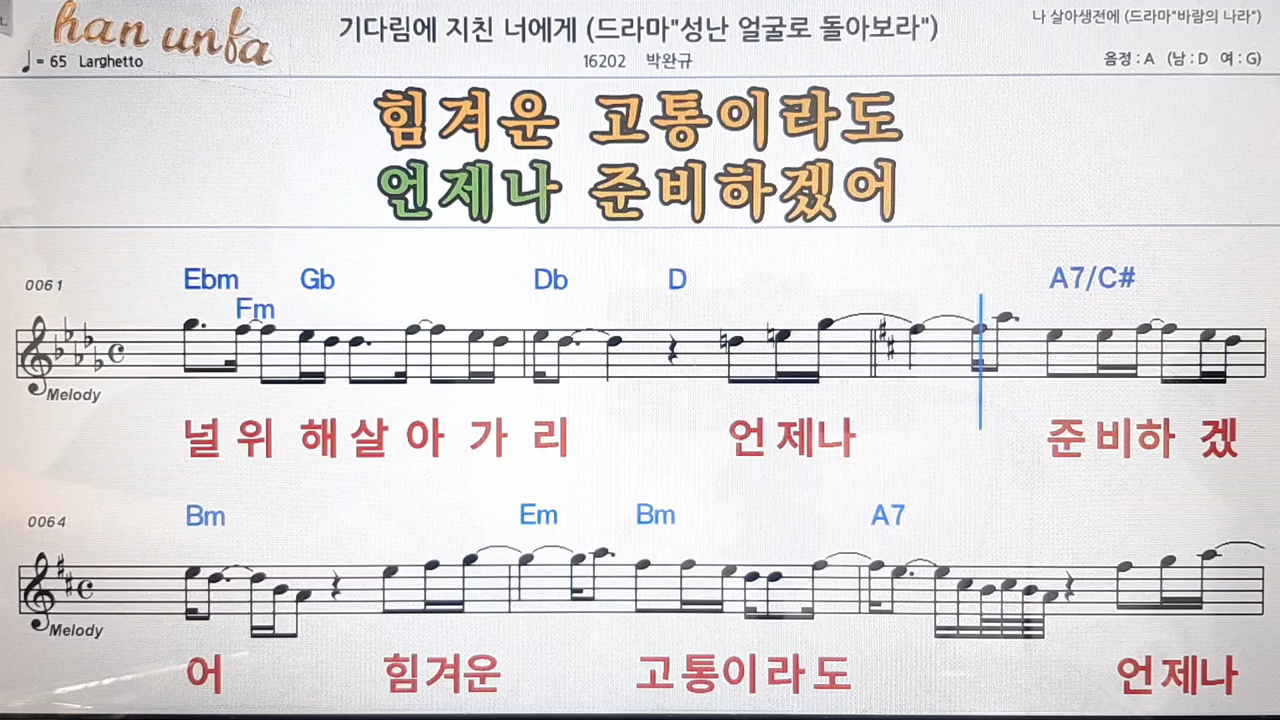 han unfa
기다림에 지친 너에게 (드라마"성난 얼굴로 돌아보라")
나 살아생전에 (드라마"바람의 나라")
♩= 65 Larghetto
16202 박완규
음정 : A (남 : D 여 : G)
힘겨운 고통이라도
언제나 준비하겠어
0061
Ebm Gb Db D A7/C#
Fm
Melody
널 위 해 살 아 가 리 언 제나 준 비하 겠
0064
Bm Em Bm A7
Melody
어 힘겨운 고통이라도 언제나